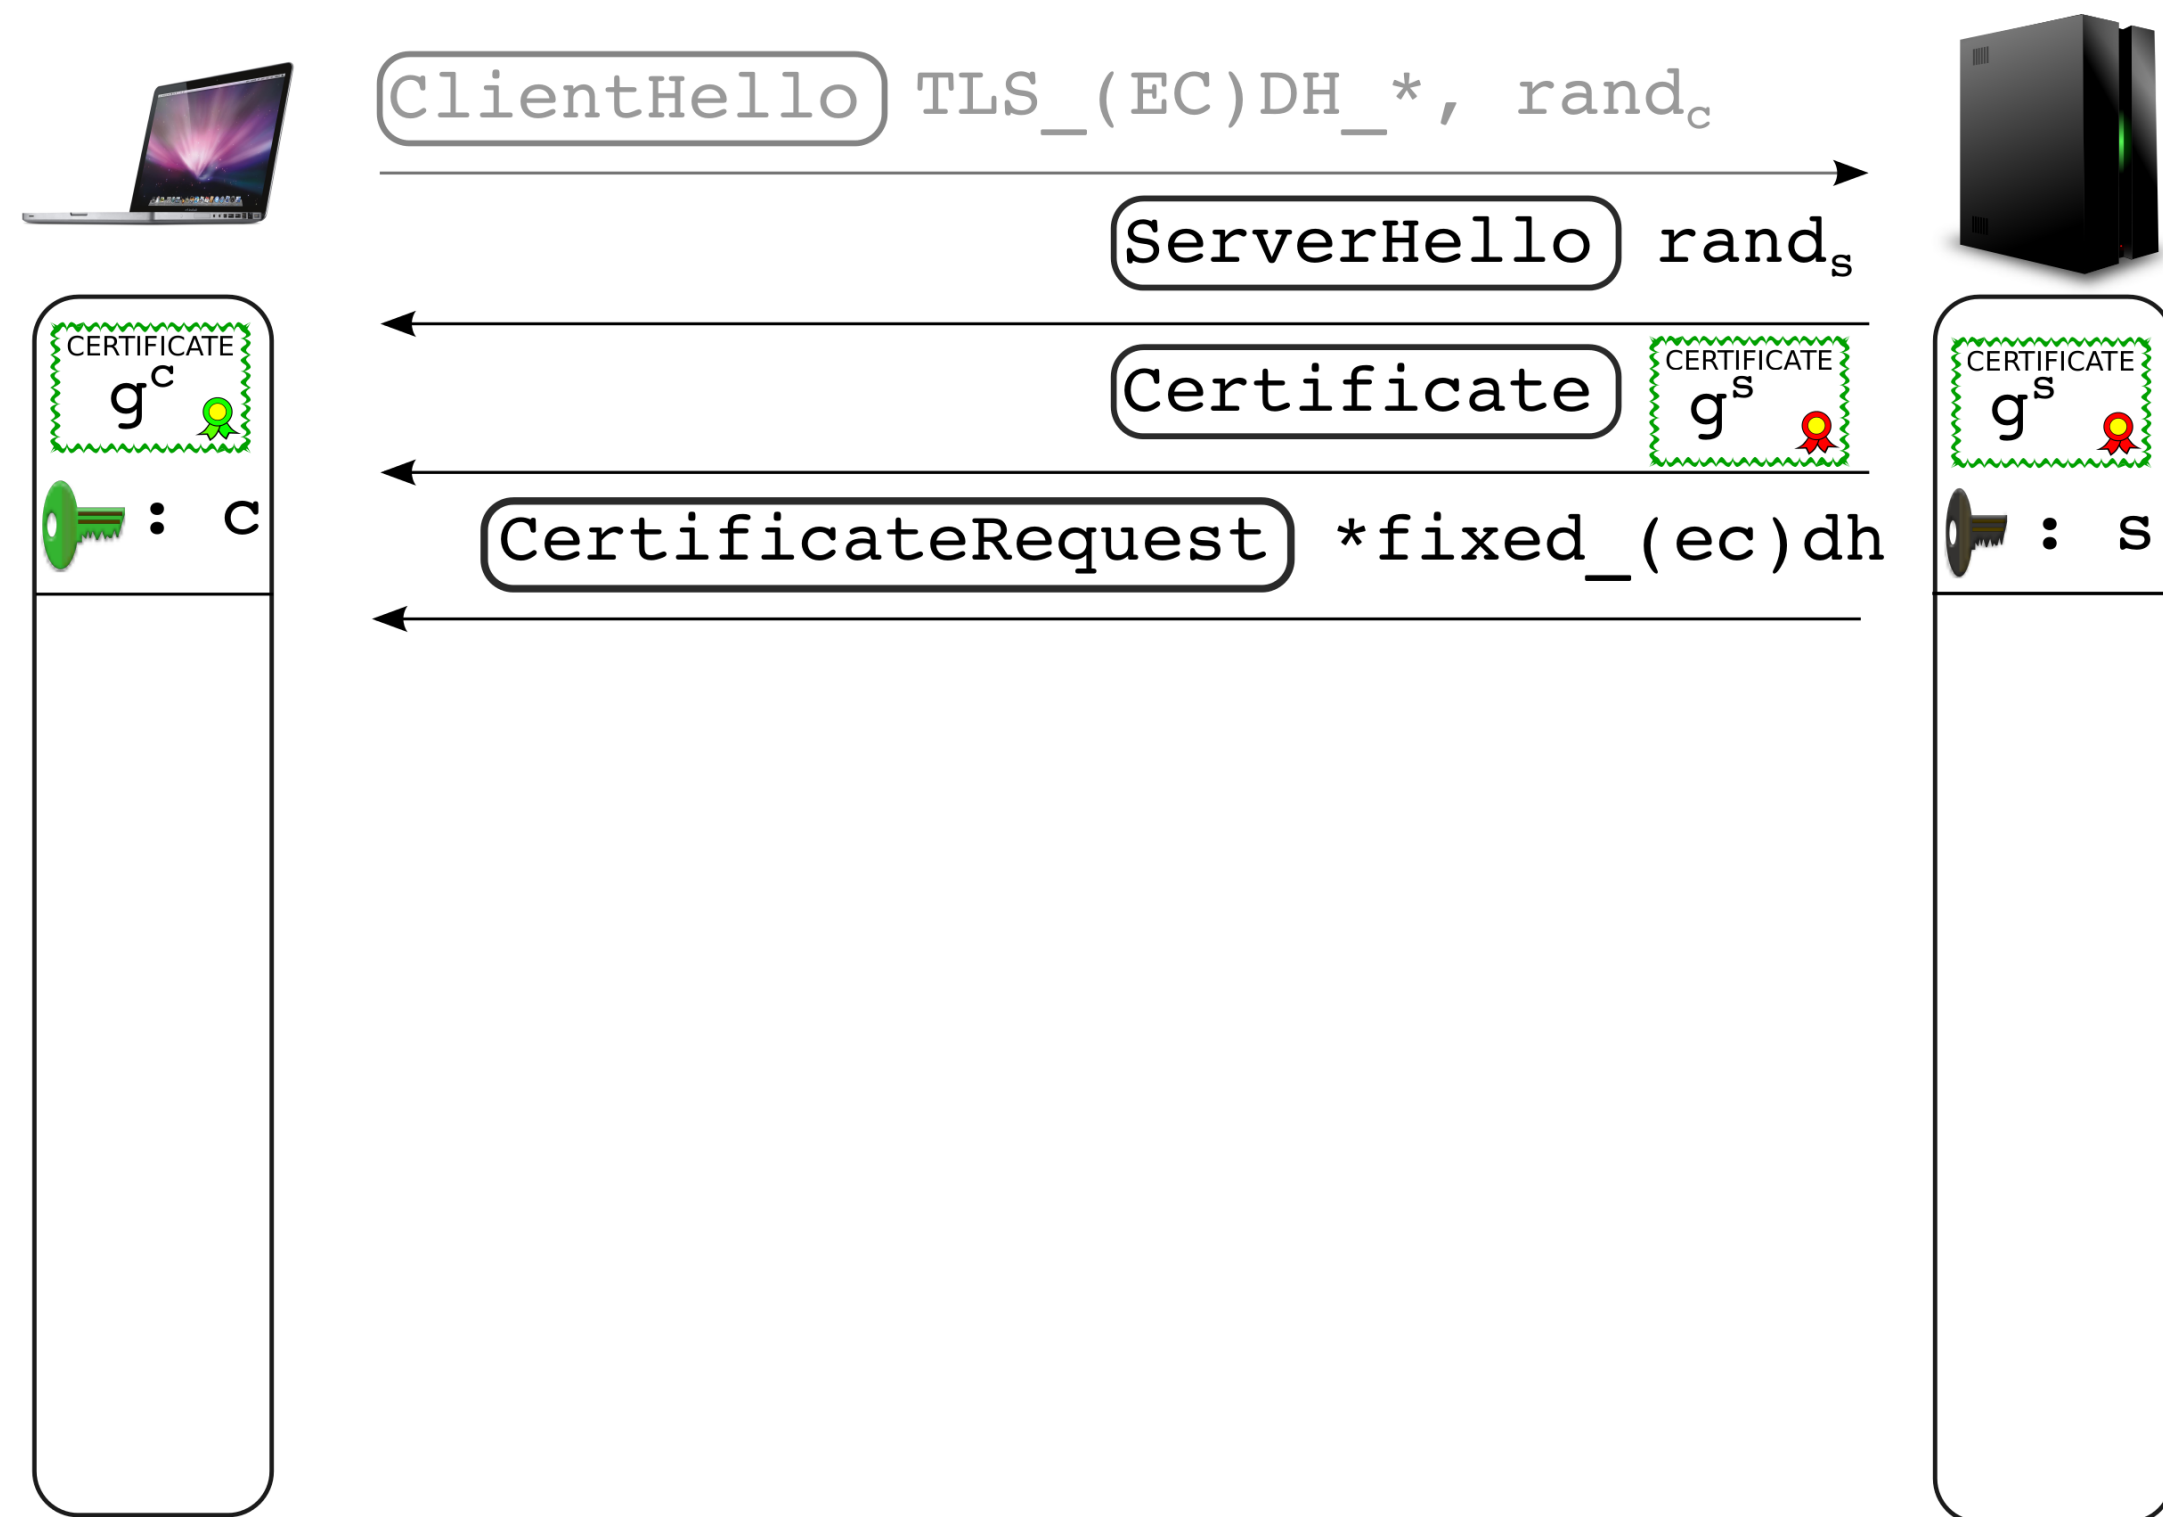 ClientHello TLS_(EC)DH_*, rand_c
ServerHello rand_s
CERTIFICATE
g^c
Certificate
CERTIFICATE
g^s
CERTIFICATE
g^s
: c
CertificateRequest *fixed_(ec)dh
: s